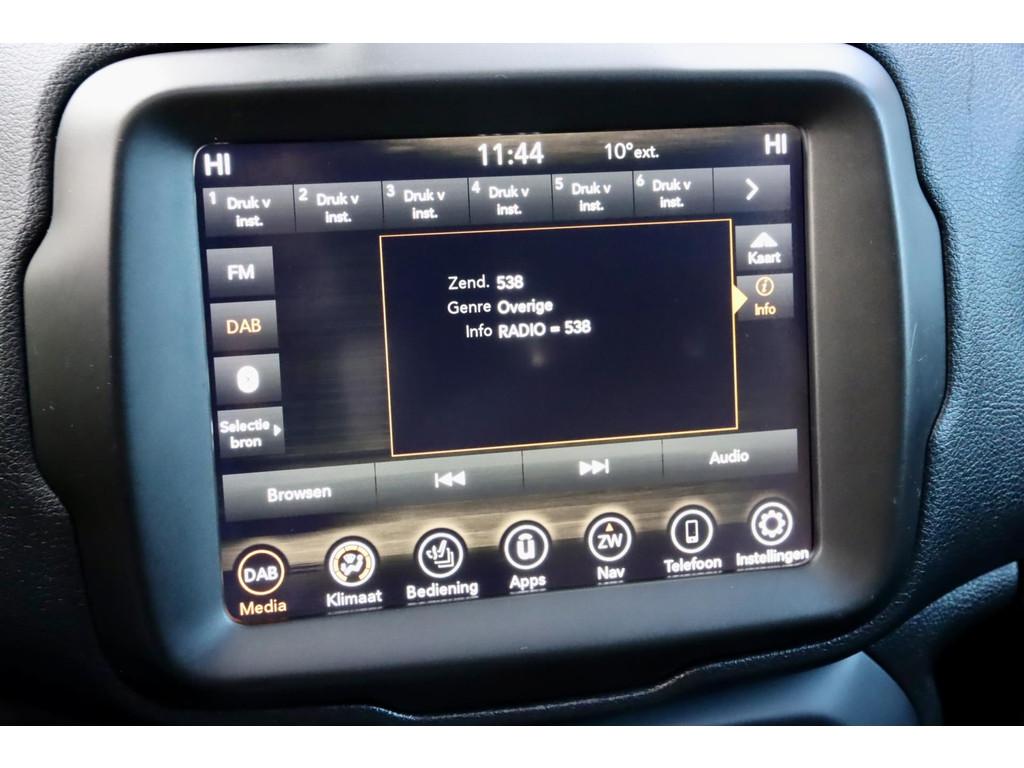 HI 11:44 10°ext. HI
1 Druk v inst. 2 Druk v inst. 3 Druk v inst. 4 Druk v inst. 5 Druk v inst. 6 Druk v inst.
FM
DAB
Selectie
bron
Zend. 538
Genre Overige
Info RADIO = 538
Kaart
Info
Browsen Audio
DAB ZW
Media Klimaat Bediening Apps Nav Telefoon Instellingen